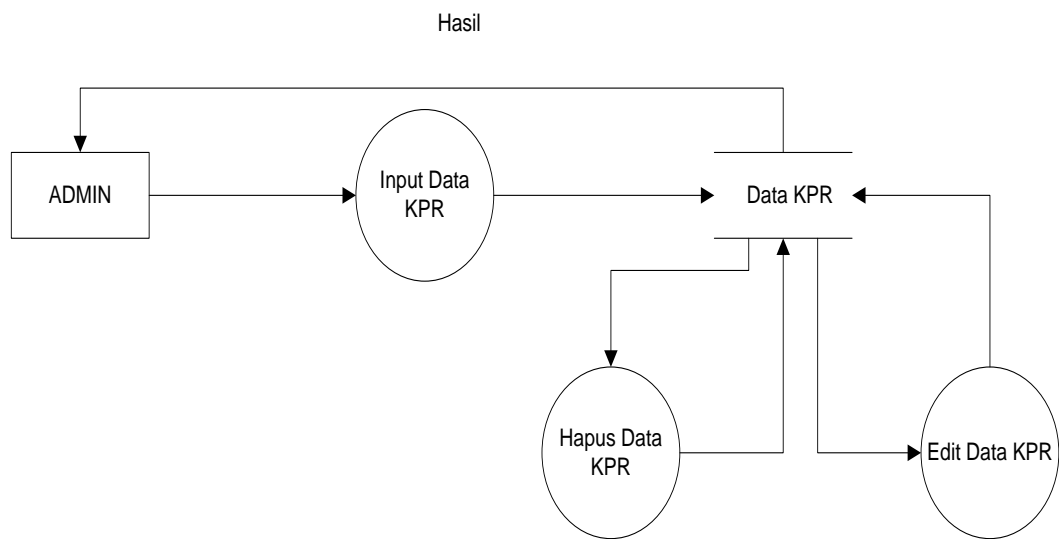 Hasil
ADMIN
Input Data
KPR
Data KPR
Hapus Data
KPR
Edit Data KPR